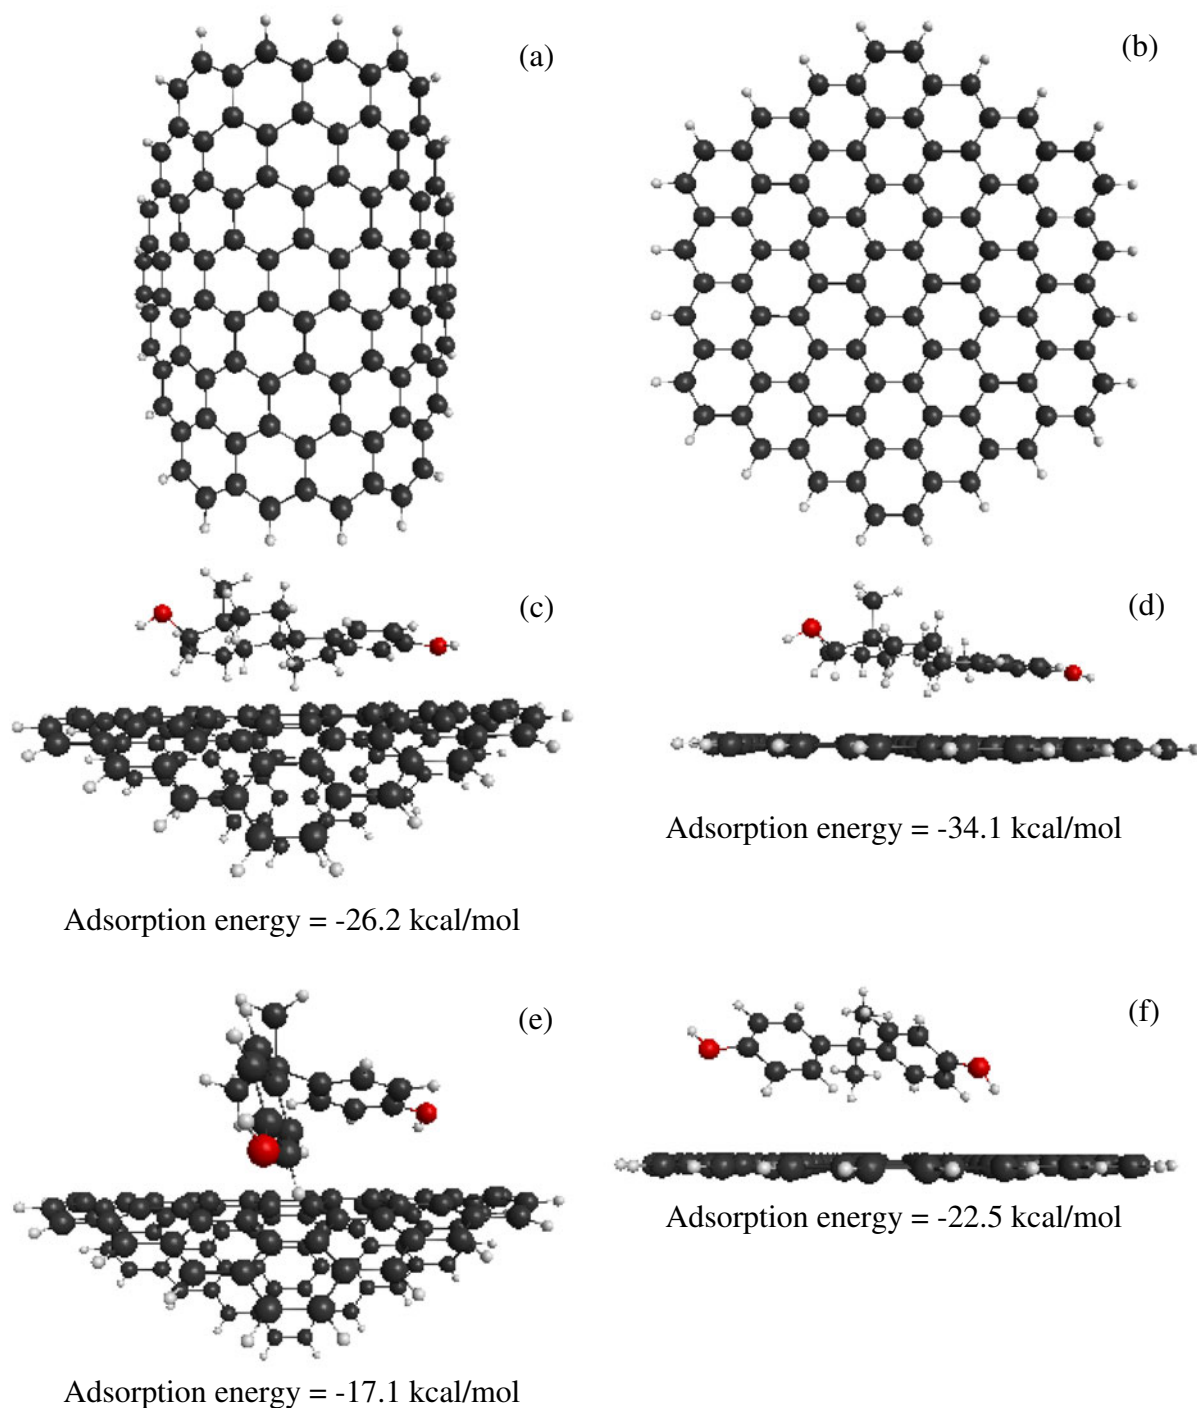 (a)
(b)
(c)
(d)
Adsorption energy = -34.1 kcal/mol
Adsorption energy = -26.2 kcal/mol
(e)
(f)
Adsorption energy = -22.5 kcal/mol
Adsorption energy = -17.1 kcal/mol